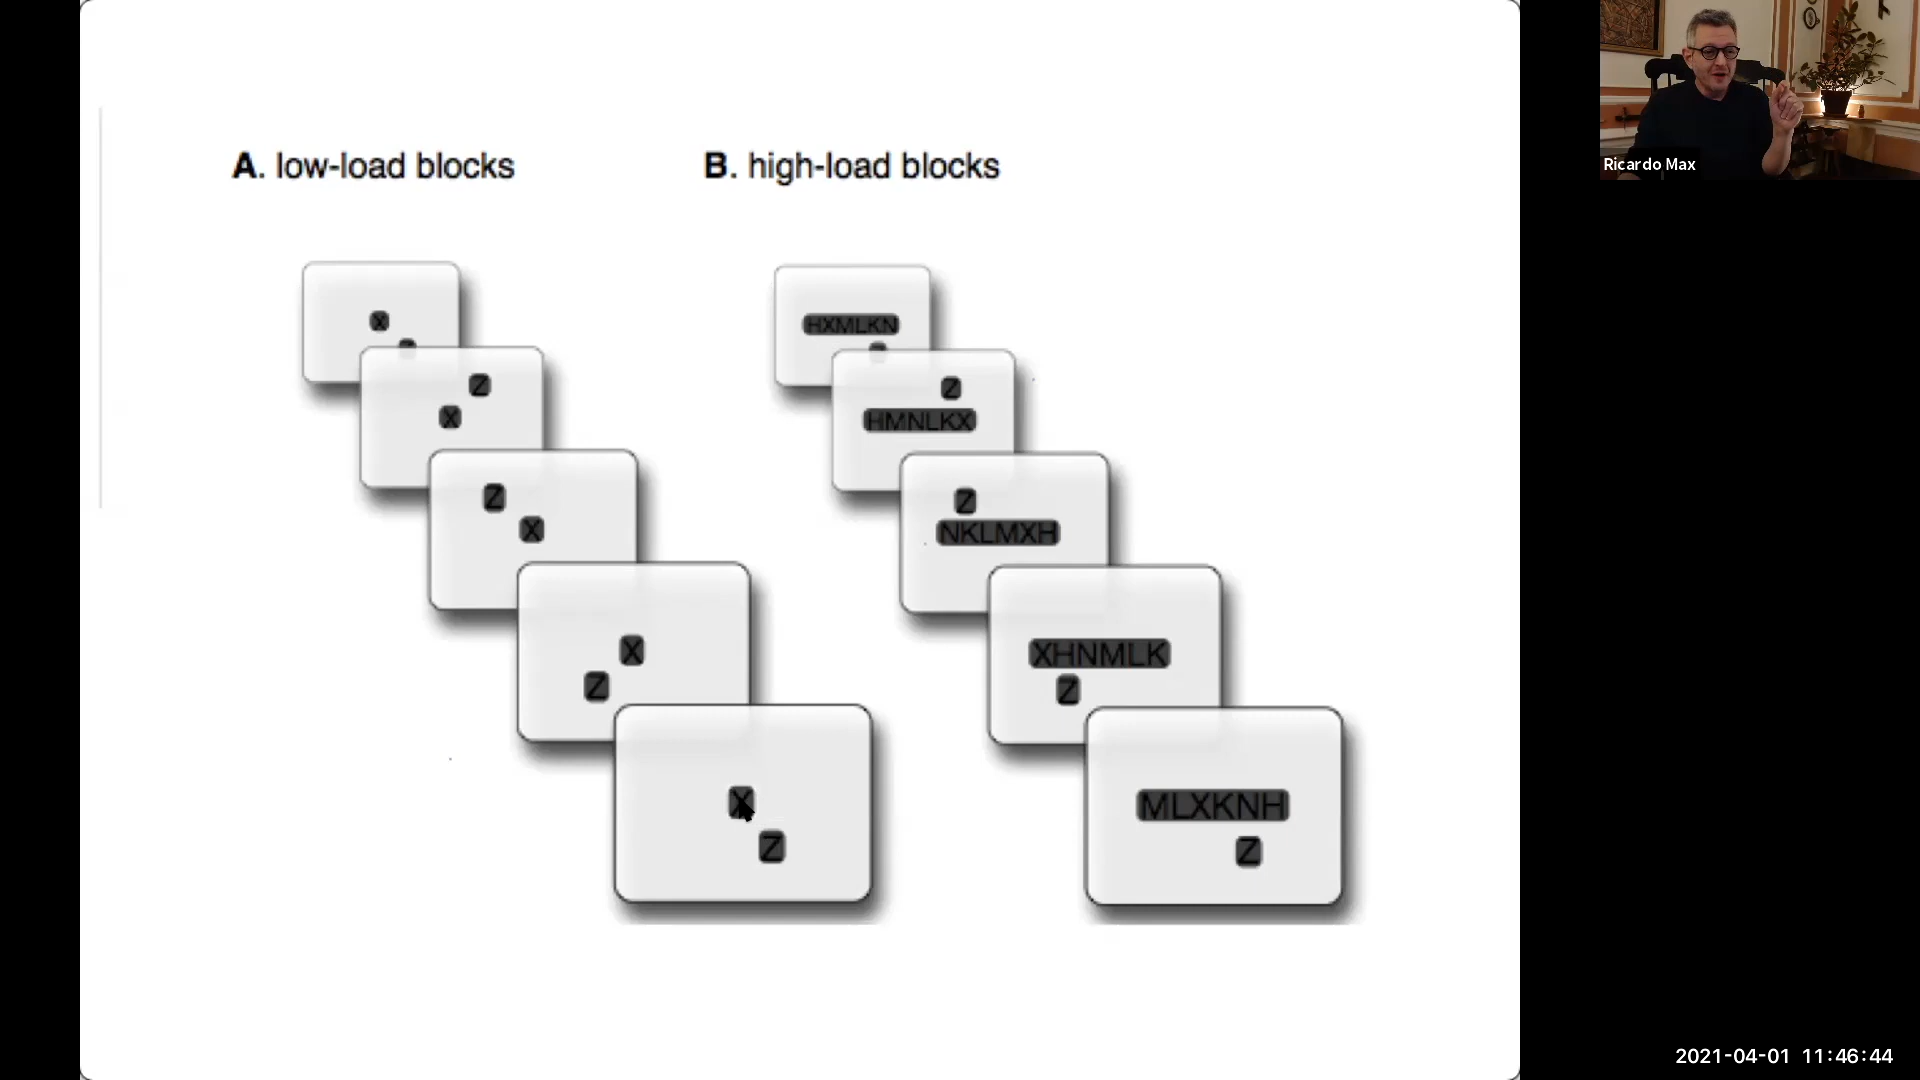 A. low-load blocks
X
Z
X
Z
X
X
Z
X
Z
B. high-load blocks
HXMLKN
Z
HMNLKX
Z
NKLMXH
XHNMLK
Z
MLXKNH
Z
Ricardo Max
2021-04-01 11:46:44